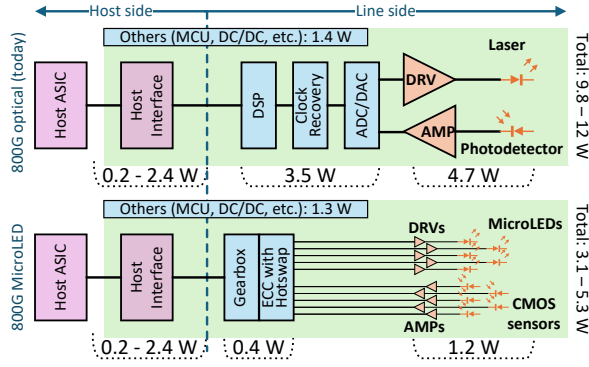 Host side
Line side
800G optical (today)
Others (MCU, DC/DC, etc.): 1.4 W
Host ASIC
Host
Interface
DSP
Clock
Recovery
ADC/DAC
DRV
AMP
Laser
Photodetector
Total: 9.8 – 12 W
0.2 - 2.4 W
3.5 W
4.7 W
800G MicroLED
Others (MCU, DC/DC, etc.): 1.3 W
Host ASIC
Host
Interface
Gearbox
ECC with
Hotswap
DRVs
AMPs
MicroLEDs
CMOS
sensors
Total: 3.1 – 5.3 W
0.2 - 2.4 W
0.4 W
1.2 W